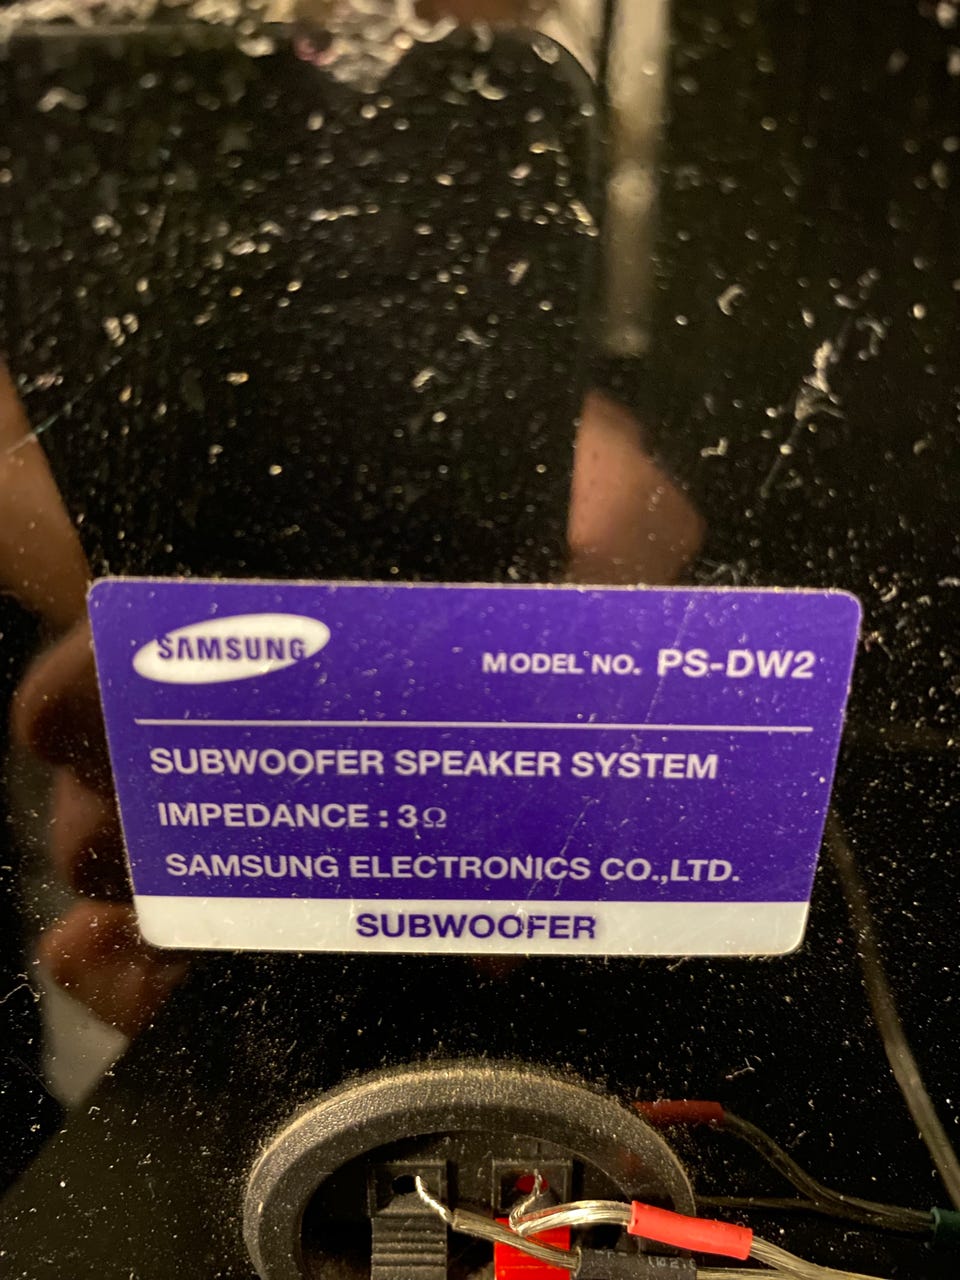 SAMSUNG
MODEL NO. PS-DW2
SUBWOOFER SPEAKER SYSTEM
IMPEDANCE : 3Ω
SAMSUNG ELECTRONICS CO.,LTD.
SUBWOOFER